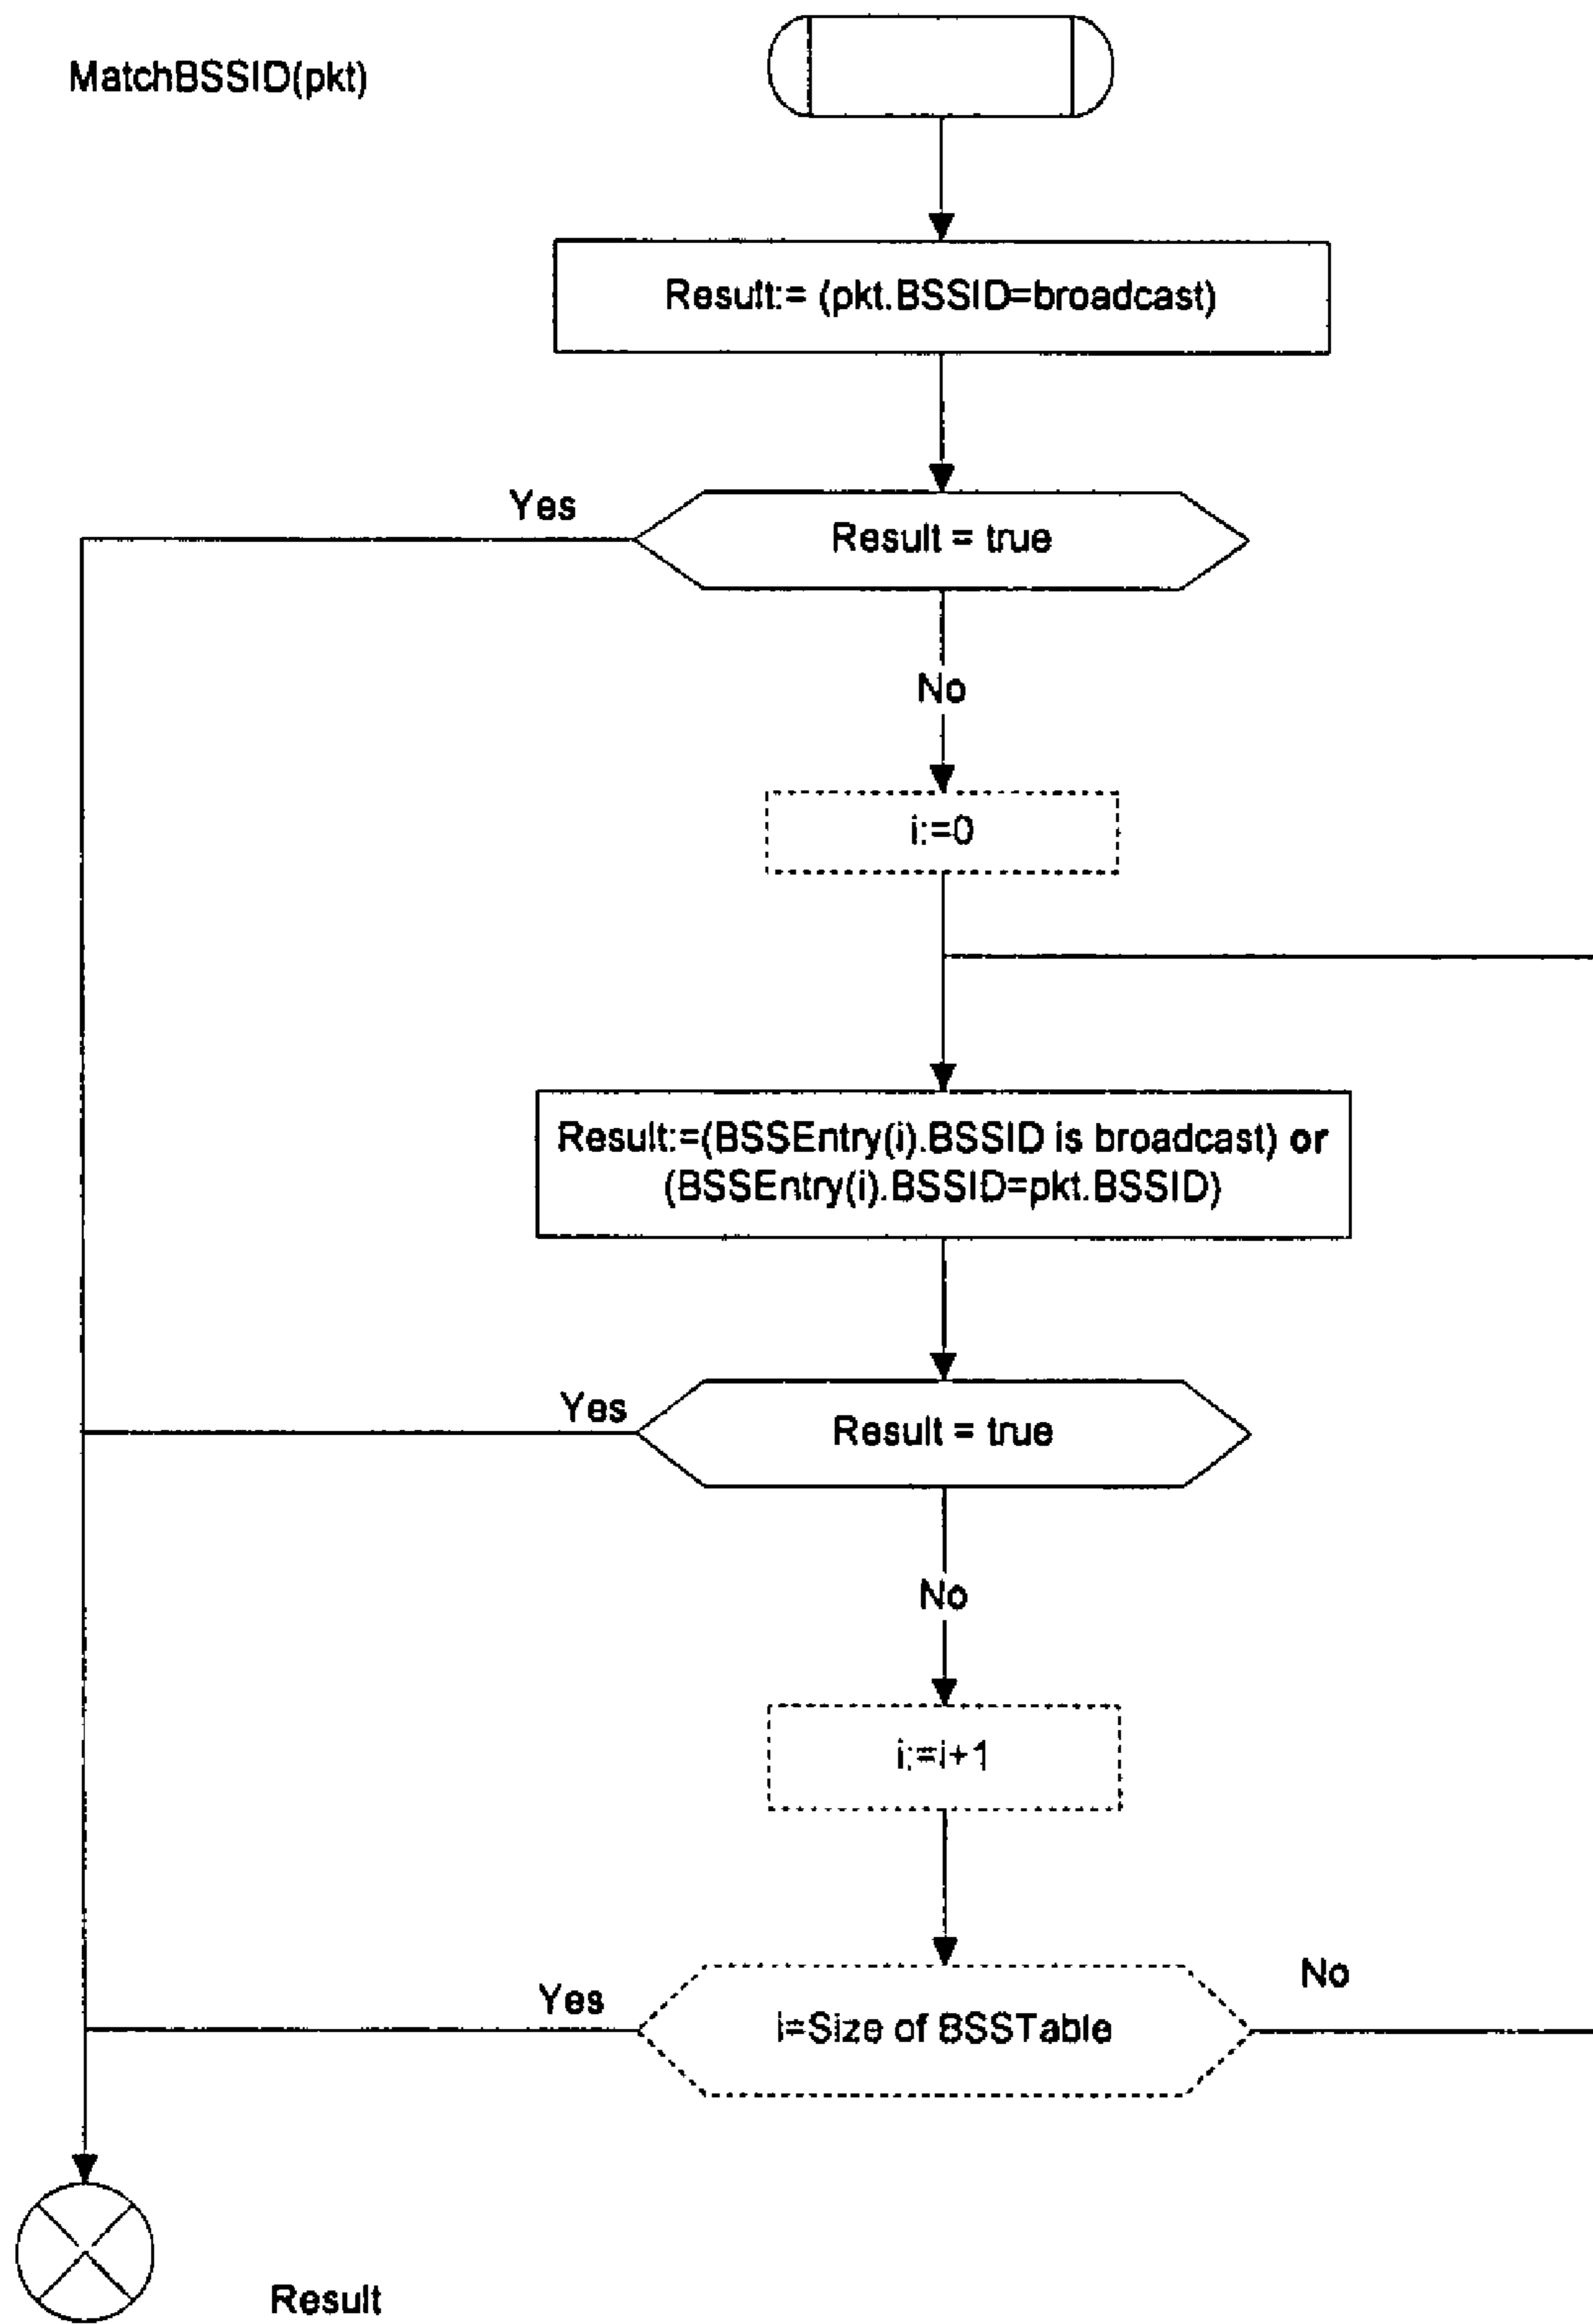 MatchBSSID(pkt)
Result:= (pkt.BSSID=broadcast)
Yes
Result = true
No
i:=0
Result:=(BSSEntry(i).BSSID is broadcast) or
(BSSEntry(i).BSSID=pkt.BSSID)
Yes
Result = true
No
i:=i+1
Yes
i=Size of BSSTable
No
Result